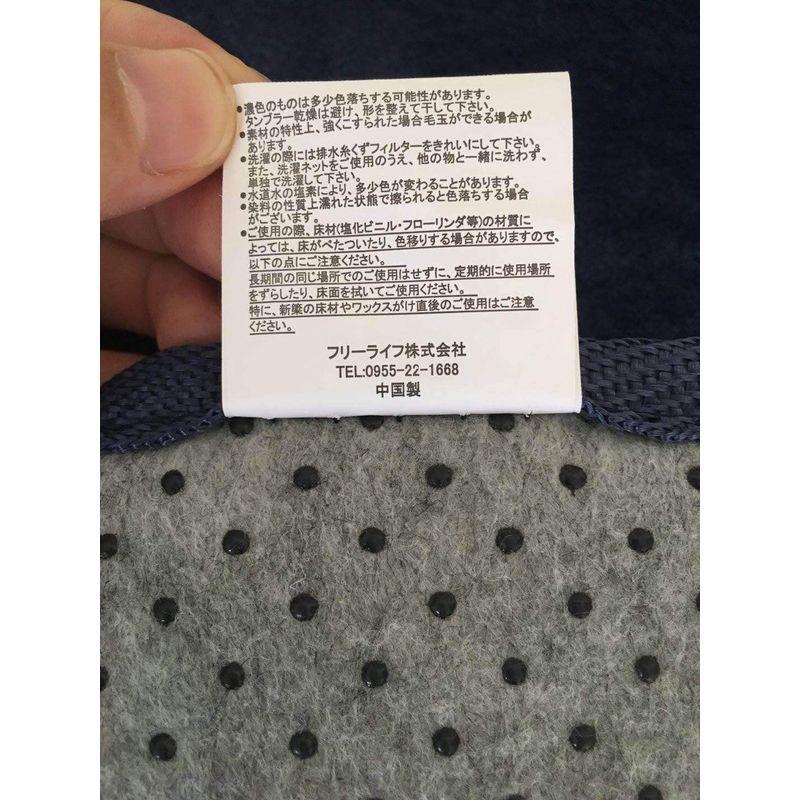 ●濃色のものは多少色落ちする可能性があります。
タンブラー乾燥は避け、形を整えて干して下さい。
●素材の特性上、強くこすられた場合毛玉ができる場合が
あります。
●洗濯の際には排水糸くずフィルターをきれいにして下さい。
また、洗濯ネットをご使用のうえ、他の物と一緒に洗わず、
単独で洗濯して下さい。
●水道水の塩素により、多少色が変わることがあります。
●染料の性質上濡れた状態で擦られると色落ちする場合
がございます。
●ご使用の際、床材(塩化ビニル・フローリンダ等)の材質に
よっては、床がべたついたり、色移りする場合がありますので、
以下の点にご注意ください。
長期間の同じ場所でのご使用はせずに、定期的に使用場所
をずらしたり、床面を拭いてご使用ください。
特に、新築の床材やワックスがけ直後のご使用はご注意
ください。
フリーライフ株式会社
TEL:0955-22-1668
中国製